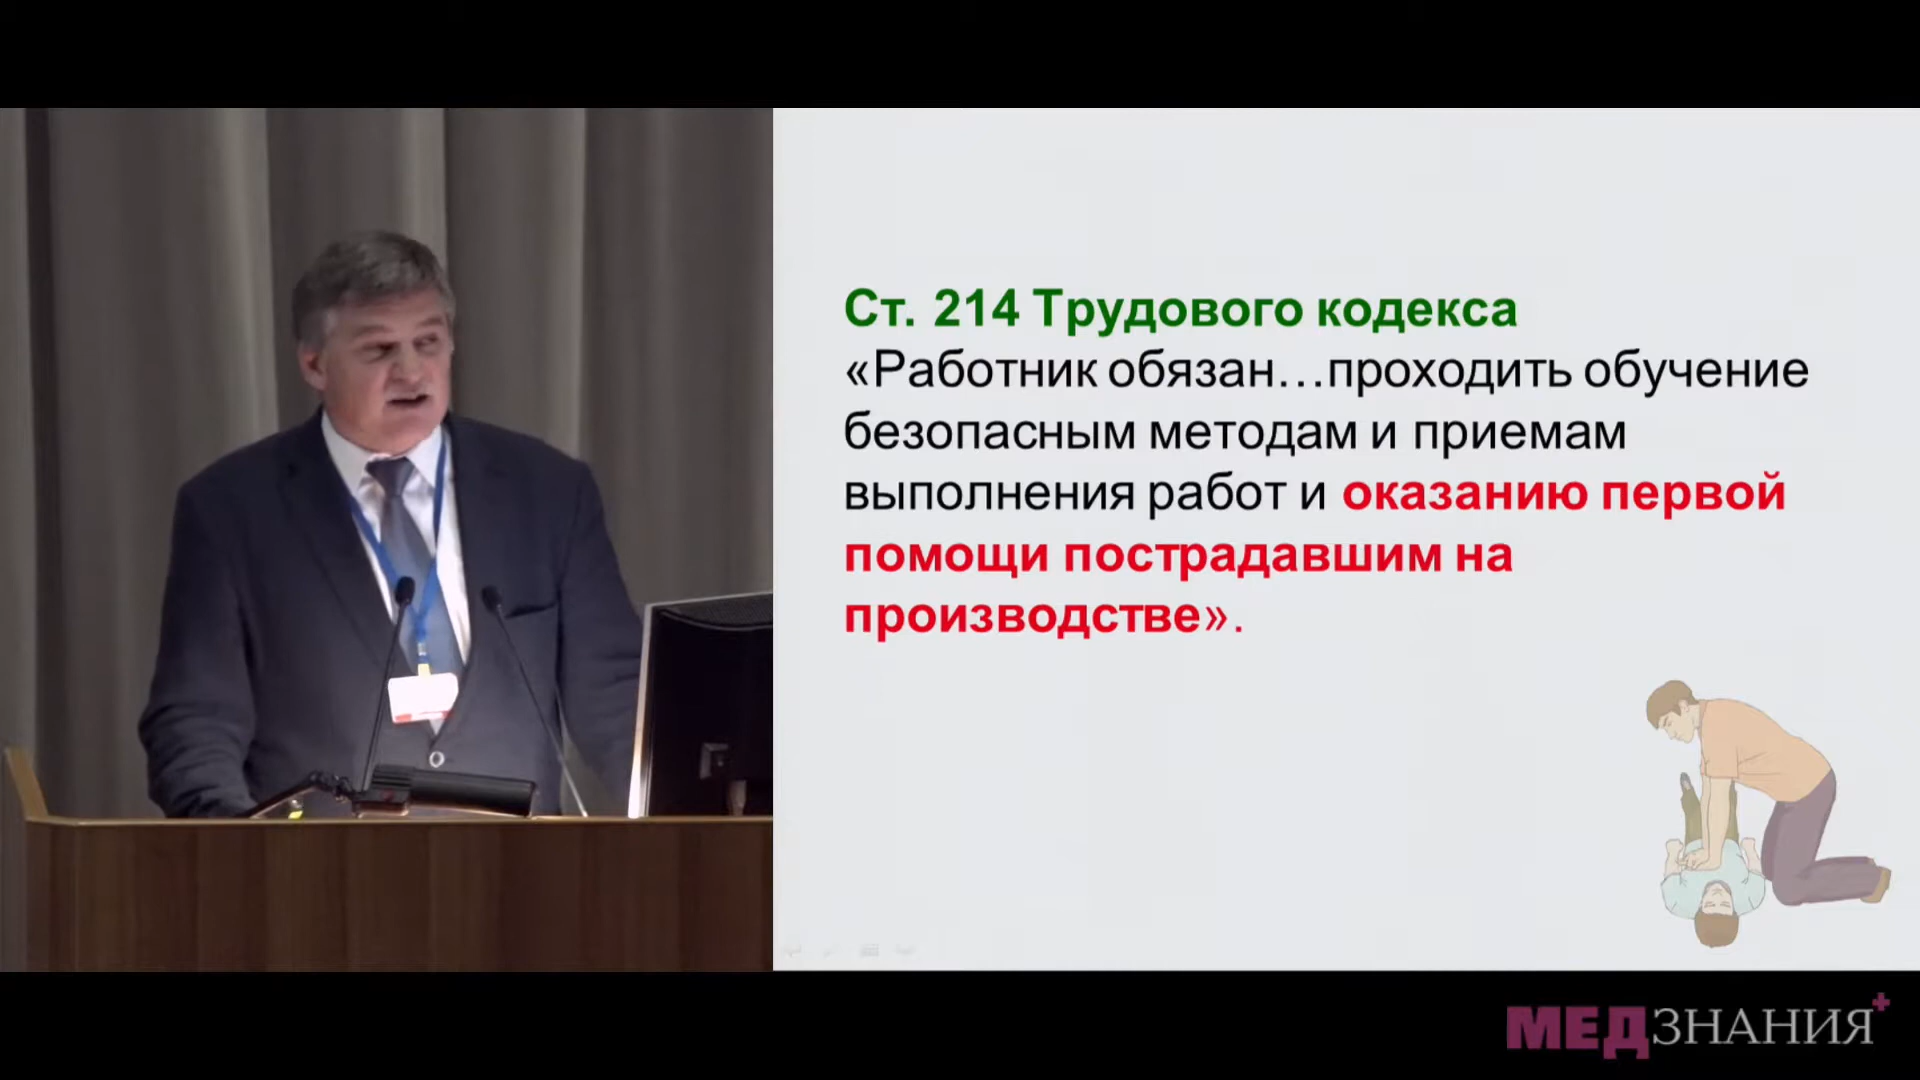 Ст. 214 Трудового кодекса
«Работник обязан…проходить обучение
безопасным методам и приемам
выполнения работ и оказанию первой
помощи пострадавшим на
производстве».
МЕДЗНАНИЯ+